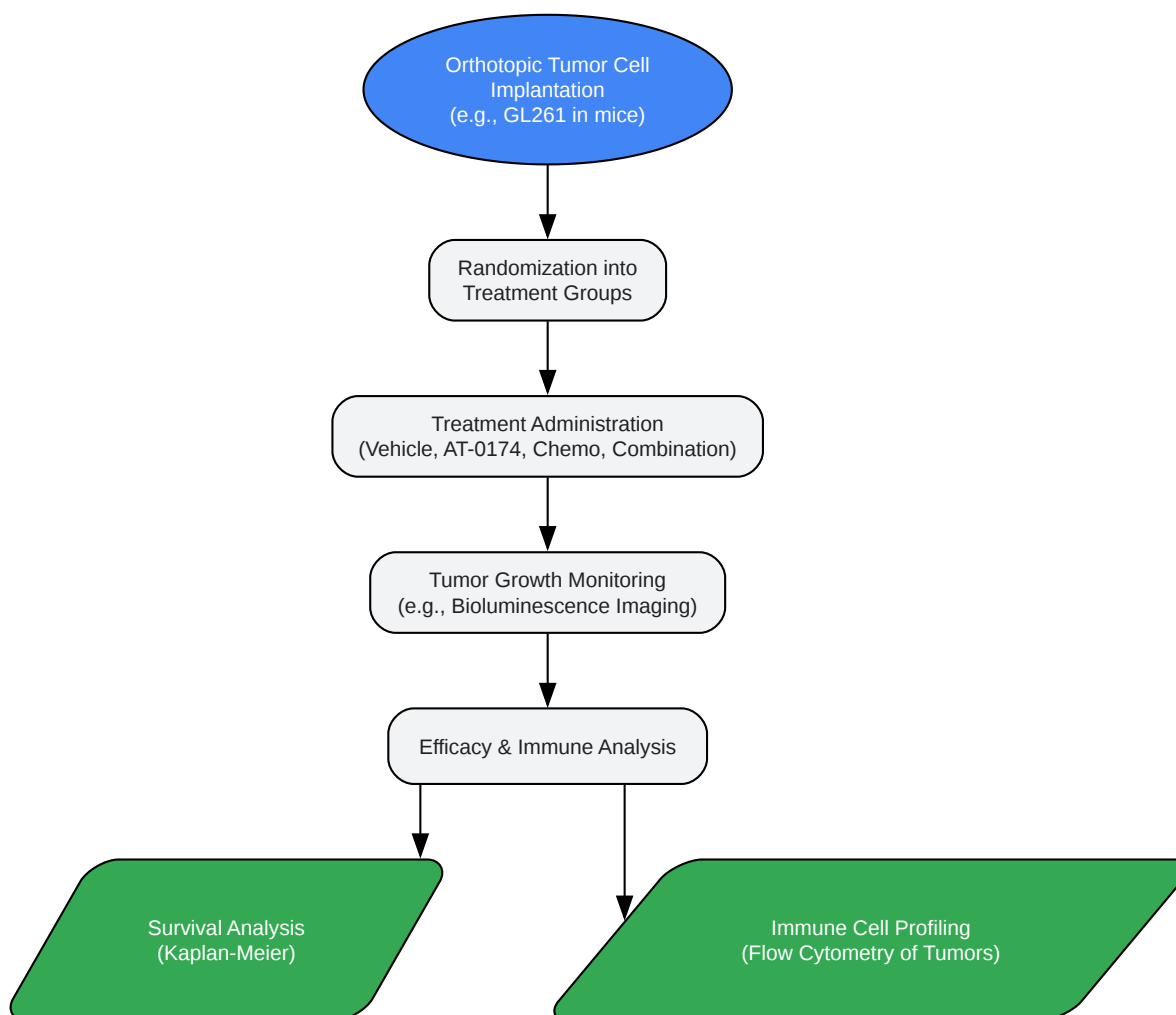 Orthotopic Tumor Cell
Implantation
(e.g., GL261 in mice)
Randomization into
Treatment Groups
Treatment Administration
(Vehicle, AT-0174, Chemo, Combination)
Tumor Growth Monitoring
(e.g., Bioluminescence Imaging)
Efficacy & Immune Analysis
Survival Analysis
(Kaplan-Meier)
Immune Cell Profiling
(Flow Cytometry of Tumors)